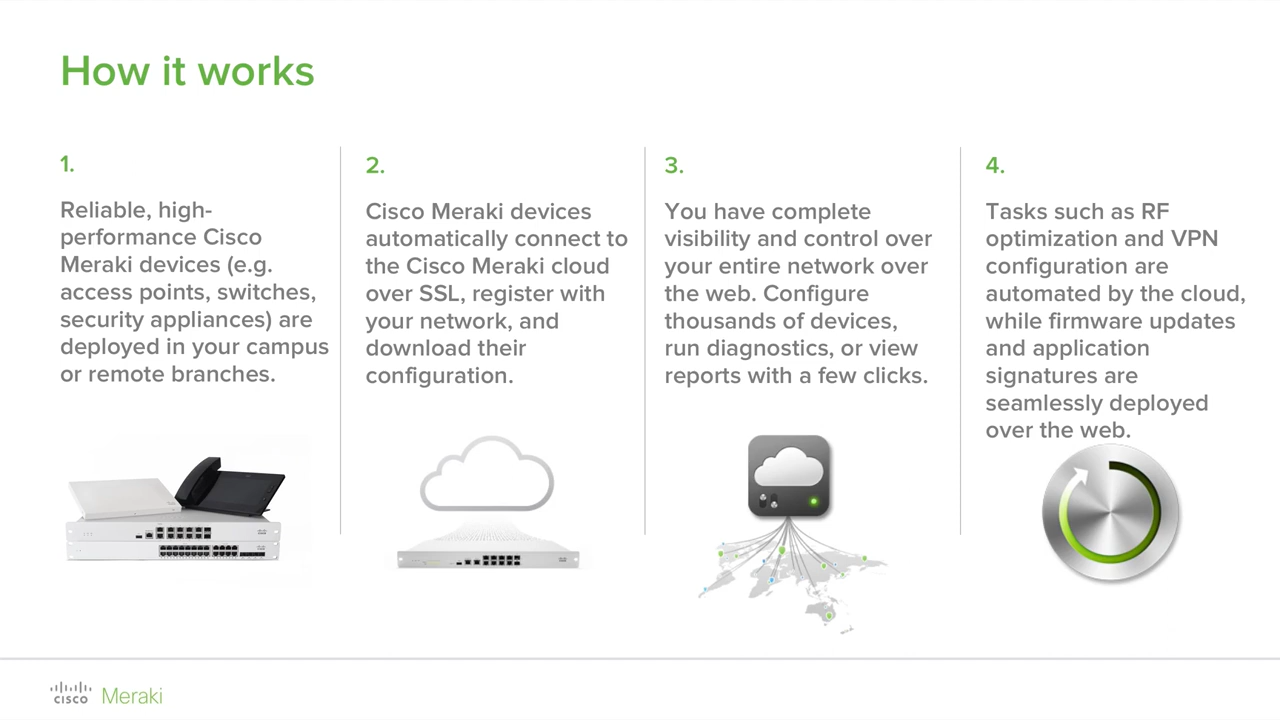 How it works
1.
Reliable, high-
performance Cisco
Meraki devices (e.g.
access points, switches,
security appliances) are
deployed in your campus
or remote branches.
2.
Cisco Meraki devices
automatically connect to
the Cisco Meraki cloud
over SSL, register with
your network, and
download their
configuration.
3.
You have complete
visibility and control over
your entire network over
the web. Configure
thousands of devices,
run diagnostics, or view
reports with a few clicks.
4.
Tasks such as RF
optimization and VPN
configuration are
automated by the cloud,
while firmware updates
and application
signatures are
seamlessly deployed
over the web.
cisco Meraki